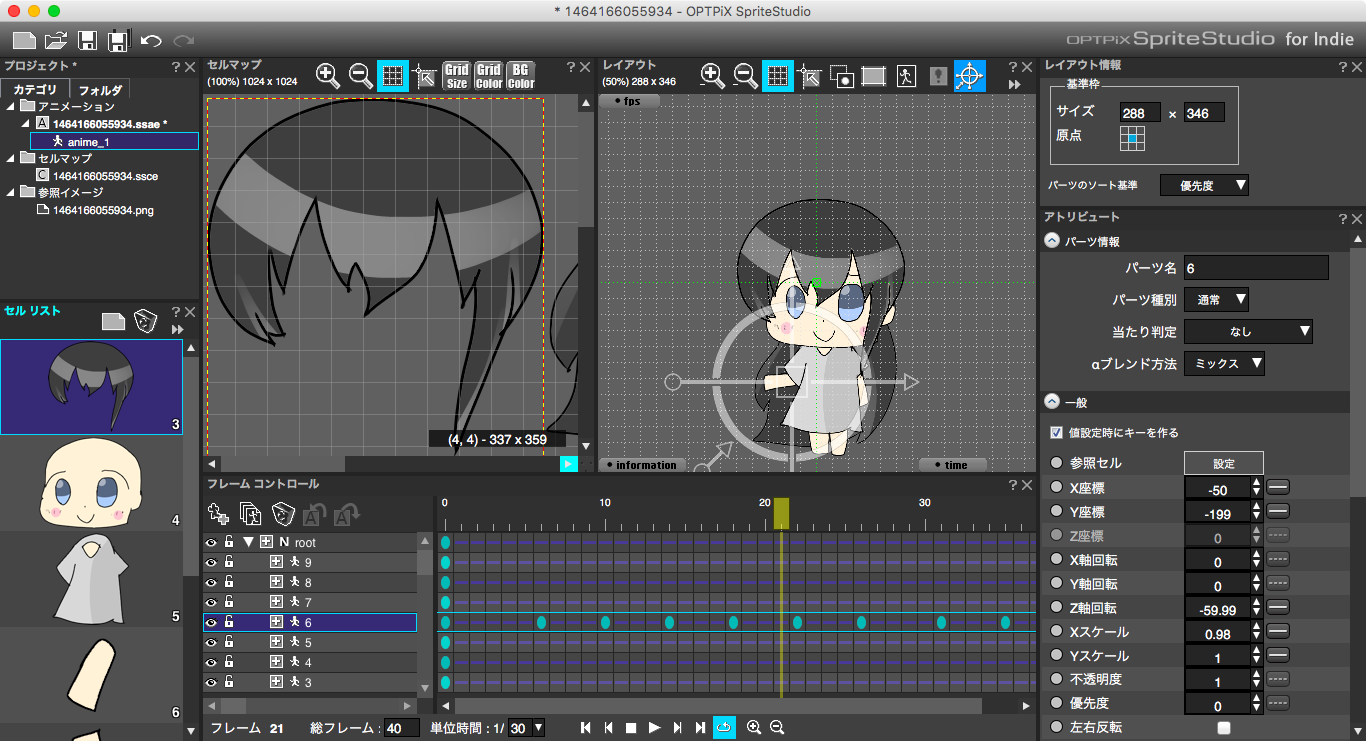 * 1464166055934 - OPTPiX SpriteStudio
OPTPiX SpriteStudio for Indie
プロジェクト * ? ×
カテゴリ フォルダ
アニメーション
A 1464166055934.ssae *
anime_1
セルマップ
C 1464166055934.ssce
参照イメージ
1464166055934.png
セル リスト ? ×
3
4
5
6
セルマップ ? ×
(100%) 1024 x 1024
Grid Size
Grid Color
BG Color
(4, 4) - 337 x 359
レイアウト ? ×
(50%) 288 x 346
• fps
• information
• time
フレーム コントロール ? ×
0 10 20 30
N root
9
8
7
6
5
4
3
フレーム 21 総フレーム : 40 単位時間 : 1/ 30
レイアウト情報 ? ×
基準枠
サイズ 288 × 346
原点
パーツのソート基準 優先度
アトリビュート ? ×
パーツ情報
パーツ名 6
パーツ種別 通常
当たり判定 なし
αブレンド方法 ミックス
一般
値設定時にキーを作る
参照セル 設定
X座標 -50
Y座標 -199
Z座標 0
X軸回転 0
Y軸回転 0
Z軸回転 -59.99
Xスケール 0.98
Yスケール 1
不透明度 1
優先度 0
左右反転